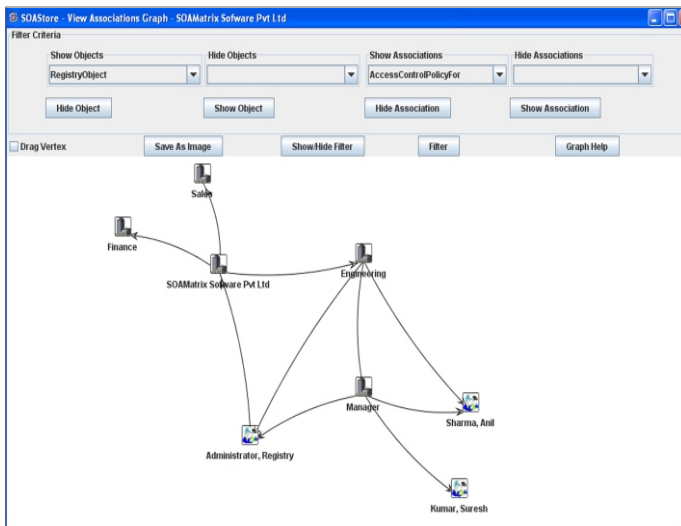 SOAStore - View Associations Graph - SOAMatrix Sofware Pvt Ltd
Filter Criteria
Show Objects
Hide Objects
Show Associations
Hide Associations
RegistryObject
AccessControlPolicyFor
Hide Object
Show Object
Hide Association
Show Association
Drag Vertex
Save As Image
Show/Hide Filter
Filter
Graph Help
Sales
Finance
Engineering
SOAMatrix Sofware Pvt Ltd
Manager
Sharma, Anil
Administrator, Registry
Kumar, Suresh